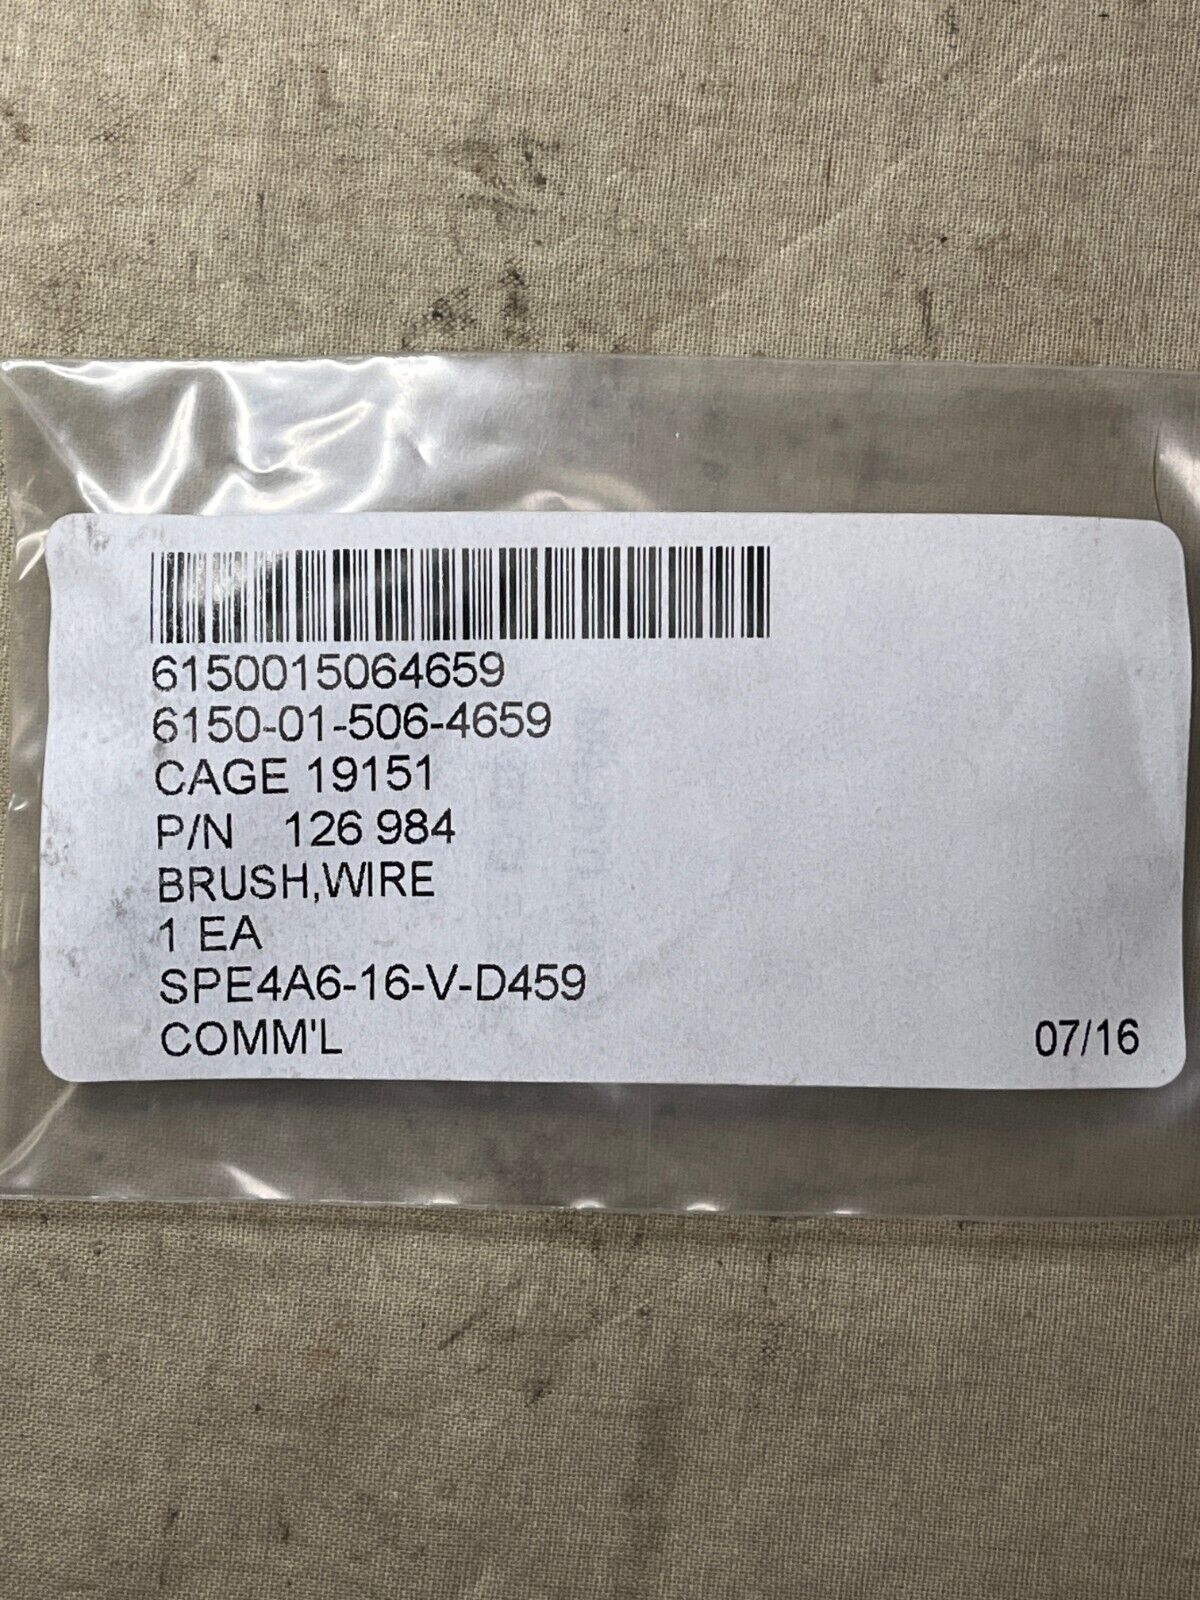 6150015064659
6150-01-506-4659
CAGE 19151
P/N 126 984
BRUSH,WIRE
1 EA
SPE4A6-16-V-D459
COMM'L 07/16